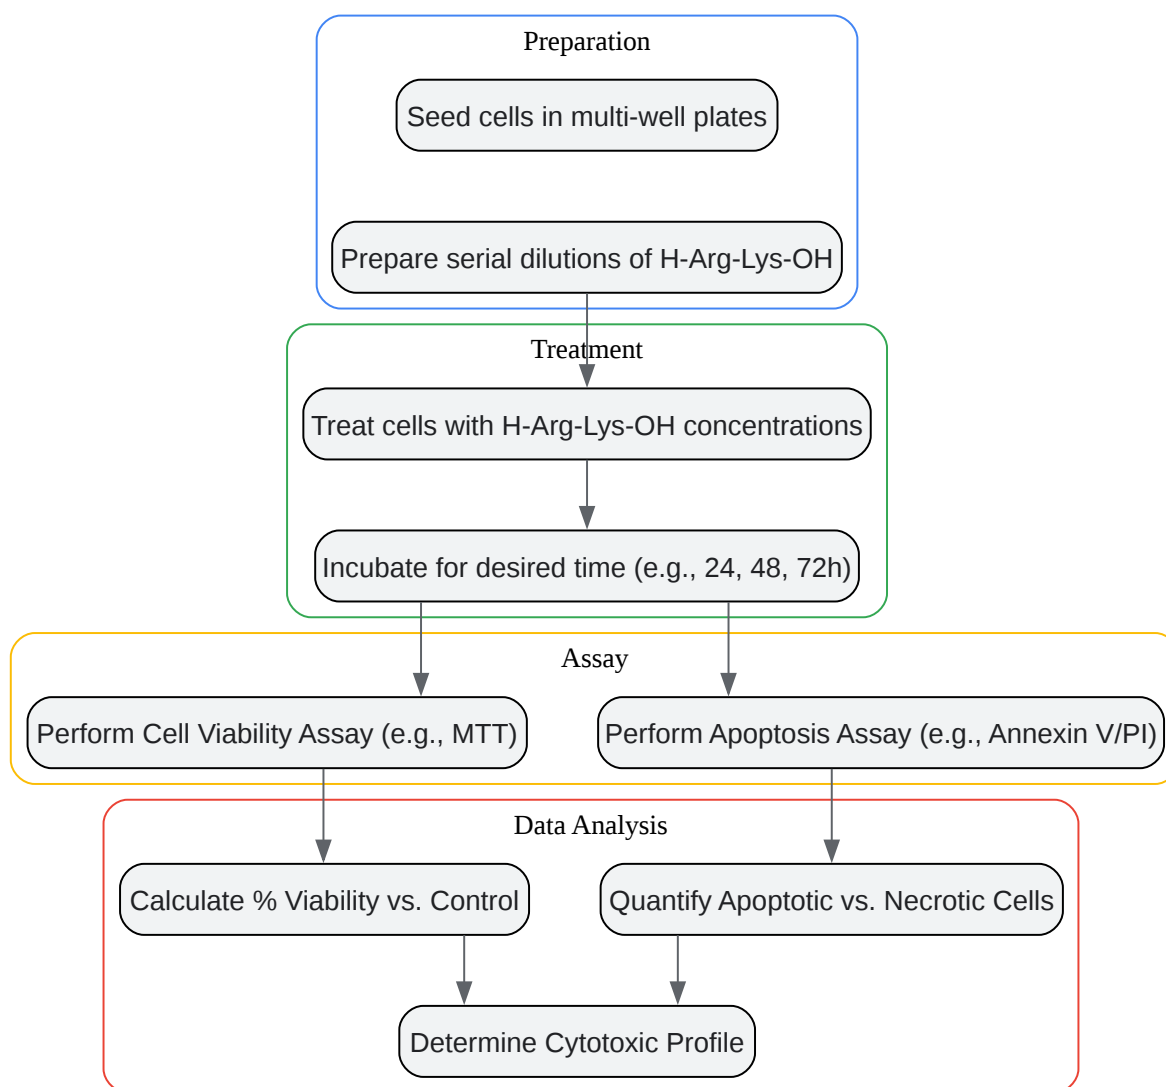 Preparation
Seed cells in multi-well plates
Prepare serial dilutions of H-Arg-Lys-OH
Treatment
Treat cells with H-Arg-Lys-OH concentrations
Incubate for desired time (e.g., 24, 48, 72h)
Assay
Perform Cell Viability Assay (e.g., MTT)
Perform Apoptosis Assay (e.g., Annexin V/PI)
Data Analysis
Calculate % Viability vs. Control
Quantify Apoptotic vs. Necrotic Cells
Determine Cytotoxic Profile